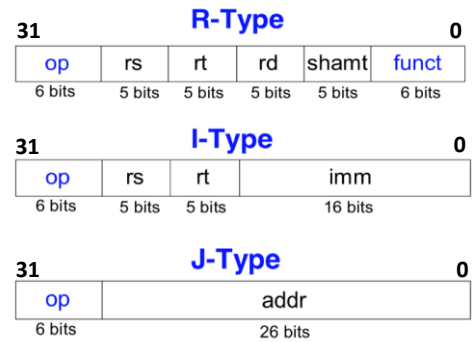 R-Type
31 0
op rs rt rd shamt funct
6 bits 5 bits 5 bits 5 bits 5 bits 6 bits
I-Type
31 0
op rs rt imm
6 bits 5 bits 5 bits 16 bits
J-Type
31 0
op addr
6 bits 26 bits